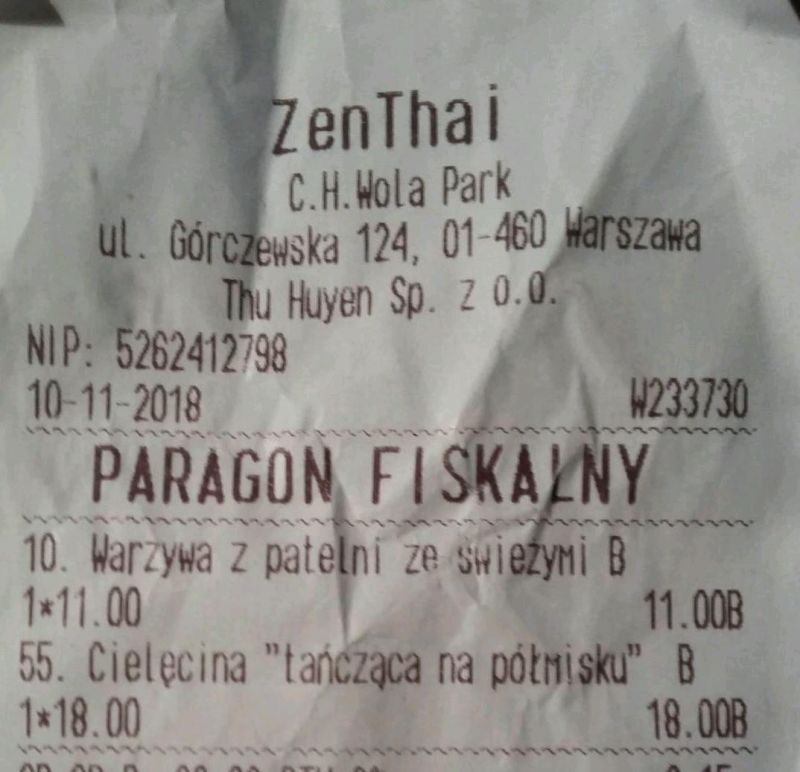 ZenThai
C.H.Wola Park
ul. Górczewska 124, 01-460 Warszawa
Thu Huyen Sp. z o.o.
NIP: 5262412798
10-11-2018 W233730
PARAGON FISKALNY
10. Warzywa z patelni ze świeżymi B
1*11.00 11.00B
55. Cielęcina "tańcząca na półmisku" B
1*18.00 18.00B